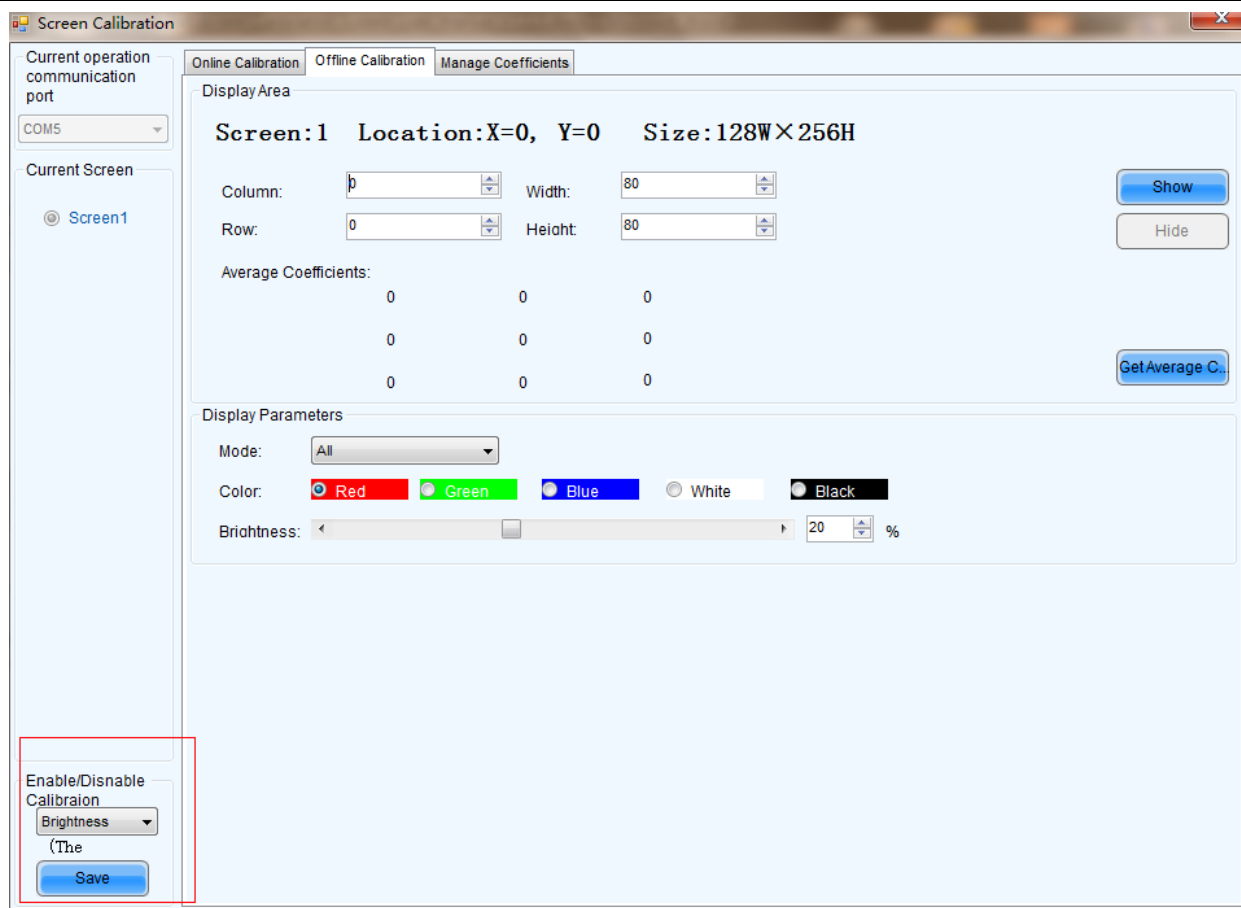 Screen Calibration
Current operation
communication
port
COM5
Current Screen
Screen1
Enable/Disnable
Calibraion
Brightness
(The
Save
Online Calibration Offline Calibration Manage Coefficients
Display Area
Screen:1 Location:X=0, Y=0 Size:128W×256H
Column: 0 Width: 80 Show
Row: 0 Height: 80 Hide
Average Coefficients:
0 0 0
0 0 0
0 0 0
Get Average C...
Display Parameters
Mode: All
Color: Red Green Blue White Black
Brightness: 20 %